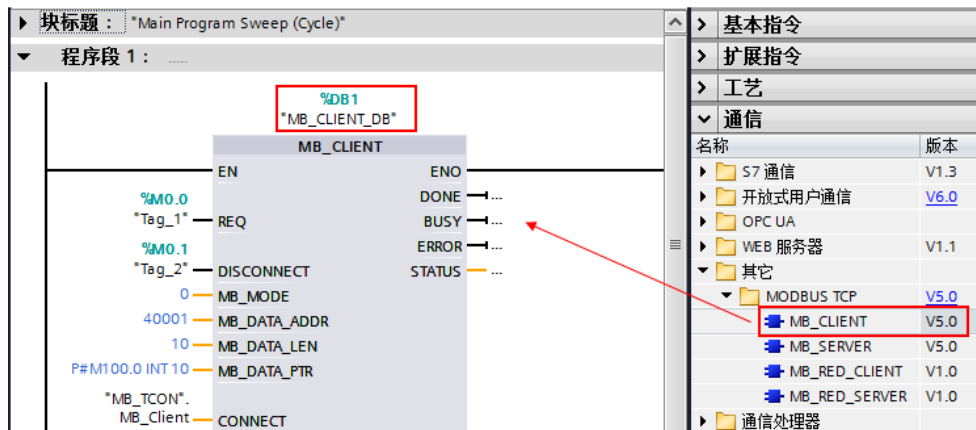 块标题： "Main Program Sweep (Cycle)"
程序段 1： ......
%DB1
"MB_CLIENT_DB"
MB_CLIENT
EN
ENO
DONE
...
%M0.0
"Tag_1"
REQ
BUSY
...
%M0.1
"Tag_2"
DISCONNECT
ERROR
...
STATUS
...
0
MB_MODE
40001
MB_DATA_ADDR
10
MB_DATA_LEN
P#M100.0 INT 10
MB_DATA_PTR
"MB_TCON".
MB_Client
CONNECT
基本指令
扩展指令
工艺
通信
名称 版本
S7 通信 V1.3
开放式用户通信 V6.0
OPC UA
WEB 服务器 V1.1
其它
MODBUS TCP V5.0
MB_CLIENT V5.0
MB_SERVER V5.0
MB_RED_CLIENT V1.0
MB_RED_SERVER V1.0
通信处理器